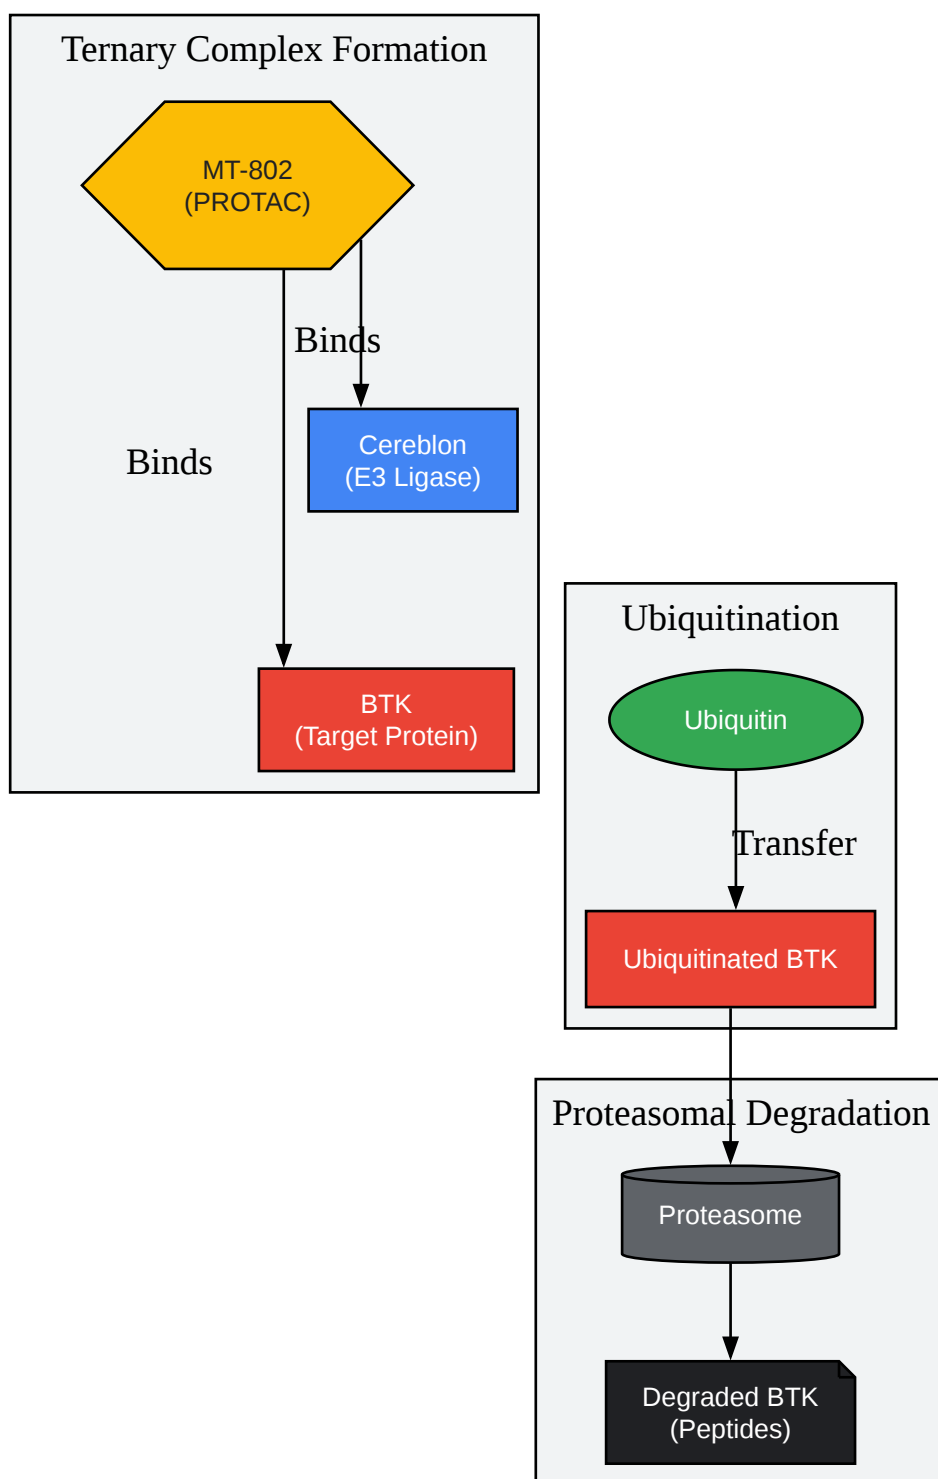 Ternary Complex Formation
MT-802
(PROTAC)
Binds
Cereblon
(E3 Ligase)
Binds
BTK
(Target Protein)
Ubiquitination
Ubiquitin
Transfer
Ubiquitinated BTK
Proteasomal Degradation
Proteasome
Degraded BTK
(Peptides)